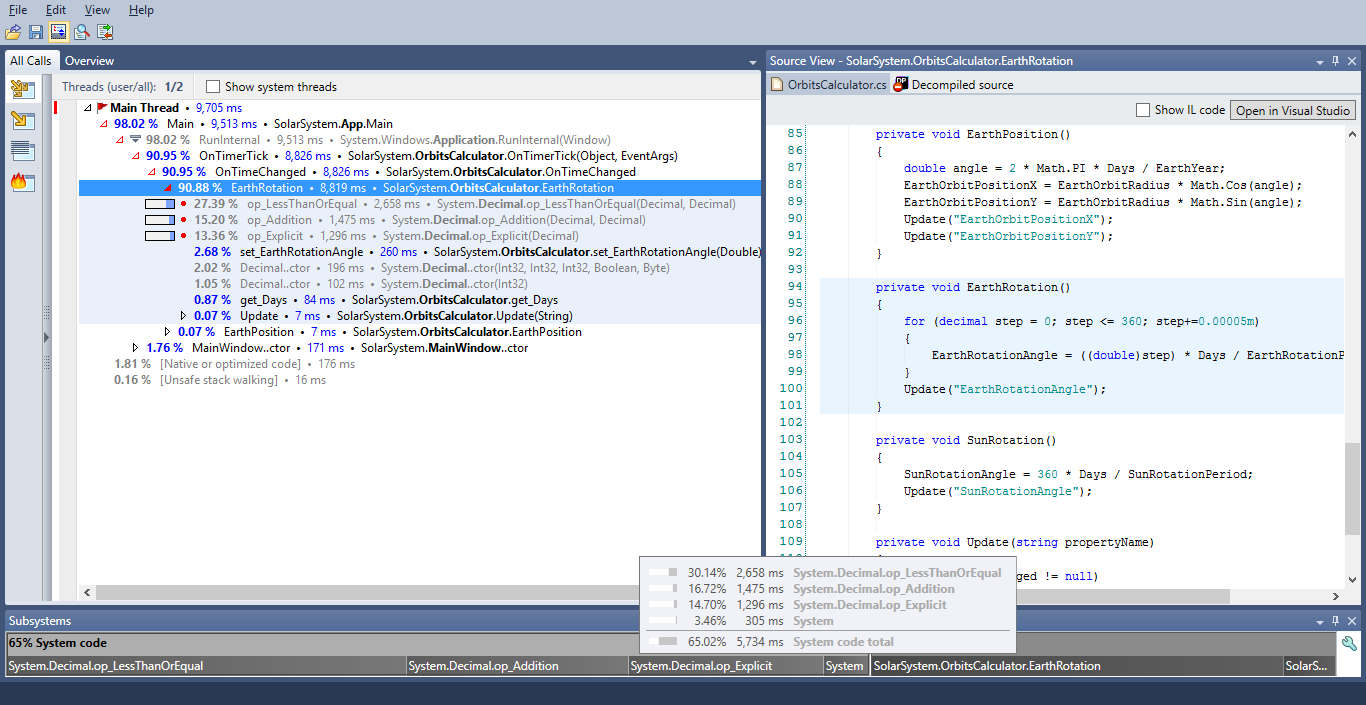 File Edit View Help
All Calls Overview
Threads (user/all): 1/2 Show system threads
Main Thread • 9,705 ms
98.02 % Main • 9,513 ms • SolarSystem.App.Main
98.02 % RunInternal • 9,513 ms • System.Windows.Application.RunInternal(Window)
90.95 % OnTimerTick • 8,826 ms • SolarSystem.OrbitsCalculator.OnTimerTick(Object, EventArgs)
90.95 % OnTimeChanged • 8,826 ms • SolarSystem.OrbitsCalculator.OnTimeChanged
90.88 % EarthRotation • 8,819 ms • SolarSystem.OrbitsCalculator.EarthRotation
27.39 % op_LessThanOrEqual • 2,658 ms • System.Decimal.op_LessThanOrEqual(Decimal, Decimal)
15.20 % op_Addition • 1,475 ms • System.Decimal.op_Addition(Decimal, Decimal)
13.36 % op_Explicit • 1,296 ms • System.Decimal.op_Explicit(Decimal)
2.68 % set_EarthRotationAngle • 260 ms • SolarSystem.OrbitsCalculator.set_EarthRotationAngle(Double)
2.02 % Decimal..ctor • 196 ms • System.Decimal..ctor(Int32, Int32, Int32, Boolean, Byte)
1.05 % Decimal..ctor • 102 ms • System.Decimal..ctor(Int32)
0.87 % get_Days • 84 ms • SolarSystem.OrbitsCalculator.get_Days
0.07 % Update • 7 ms • SolarSystem.OrbitsCalculator.Update(String)
0.07 % EarthPosition • 7 ms • SolarSystem.OrbitsCalculator.EarthPosition
1.76 % MainWindow..ctor • 171 ms • SolarSystem.MainWindow..ctor
1.81 % [Native or optimized code] • 176 ms
0.16 % [Unsafe stack walking] • 16 ms
Source View - SolarSystem.OrbitsCalculator.EarthRotation
OrbitsCalculator.cs DP Decompiled source
Show IL code Open in Visual Studio
85 private void EarthPosition()
86 {
87 double angle = 2 * Math.PI * Days / EarthYear;
88 EarthOrbitPositionX = EarthOrbitRadius * Math.Cos(angle);
89 EarthOrbitPositionY = EarthOrbitRadius * Math.Sin(angle);
90 Update("EarthOrbitPositionX");
91 Update("EarthOrbitPositionY");
92 }
93
94 private void EarthRotation()
95 {
96 for (decimal step = 0; step <= 360; step+=0.00005m)
97 {
98 EarthRotationAngle = ((double)step) * Days / EarthRotationP
99 }
100 Update("EarthRotationAngle");
101 }
102
103 private void SunRotation()
104 {
105 SunRotationAngle = 360 * Days / SunRotationPeriod;
106 Update("SunRotationAngle");
107 }
108
109 private void Update(string propertyName)
ged != null)
30.14% 2,658 ms System.Decimal.op_LessThanOrEqual
16.72% 1,475 ms System.Decimal.op_Addition
14.70% 1,296 ms System.Decimal.op_Explicit
3.46% 305 ms System
65.02% 5,734 ms System code total
Subsystems
65% System code
System.Decimal.op_LessThanOrEqual System.Decimal.op_Addition System.Decimal.op_Explicit System SolarSystem.OrbitsCalculator.EarthRotation SolarS...